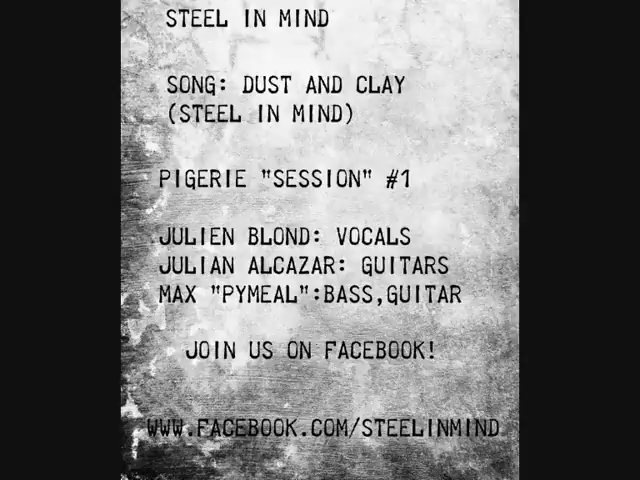 STEEL IN MIND
SONG: DUST AND CLAY
(STEEL IN MIND)
PIGERIE "SESSION" #1
JULIEN BLOND: VOCALS
JULIAN ALCAZAR: GUITARS
MAX "PYMEAL":BASS,GUITAR
JOIN US ON FACEBOOK!
WWW.FACEBOOK.COM/STEELINMIND